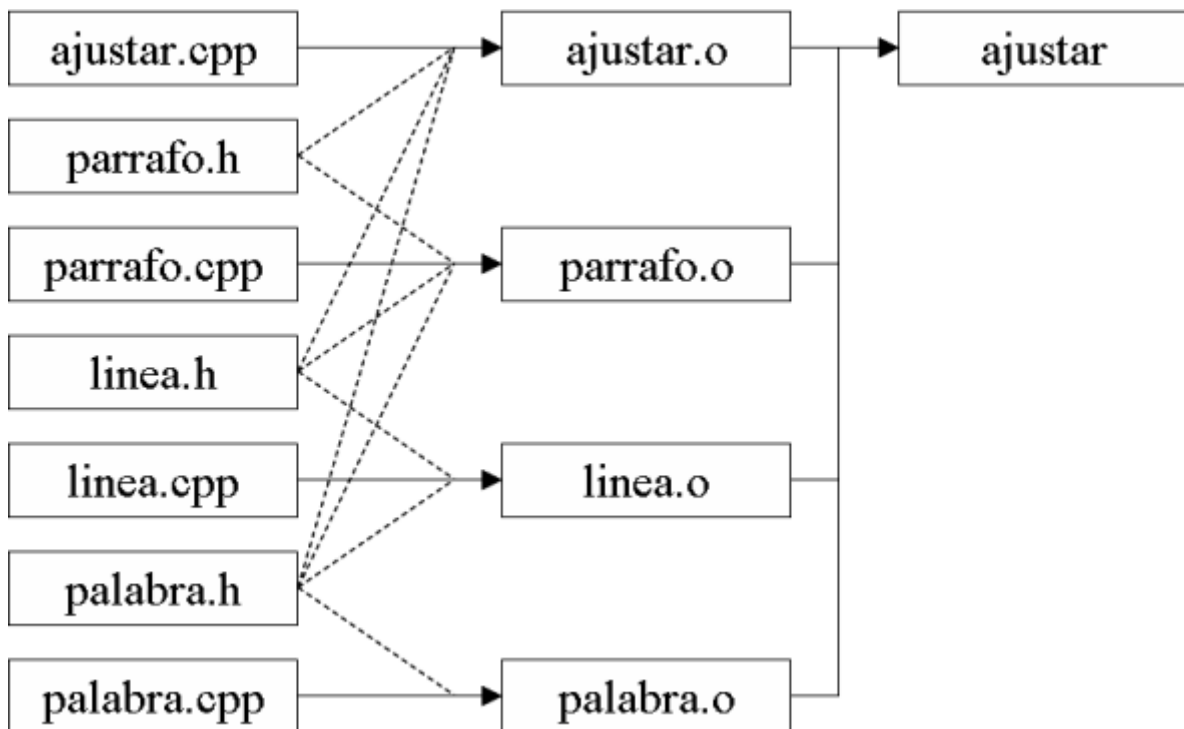 ajustar.cpp
ajustar.o
ajustar
parrafo.h
parrafo.cpp
parrafo.o
linea.h
linea.cpp
linea.o
palabra.h
palabra.cpp
palabra.o